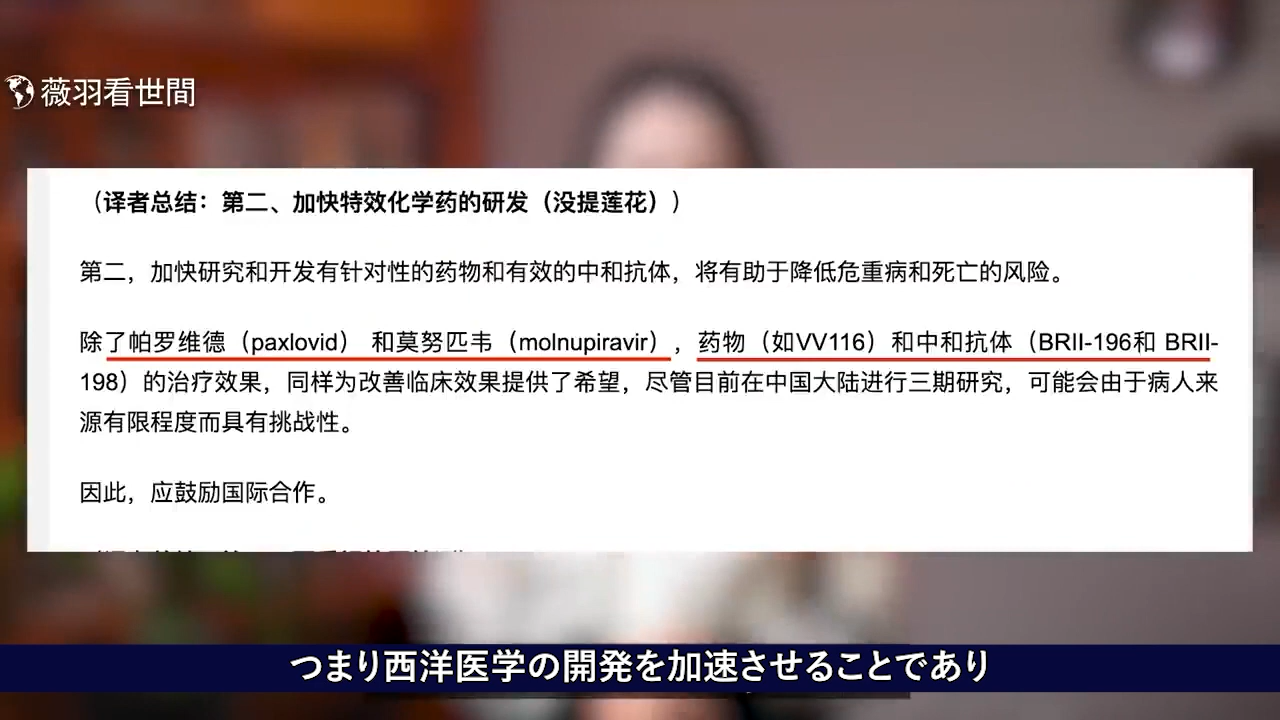 薇羽看世間
（译者总结：第二、加快特效化学药的研发（没提莲花））
第二，加快研究和开发有针对性的药物和有效的中和抗体，将有助于降低危重病和死亡的风险。
除了帕罗维德（paxlovid） 和莫努匹韦（molnupiravir），药物（如VV116）和中和抗体（BRII-196和 BRII-
198）的治疗效果，同样为改善临床效果提供了希望，尽管目前在中国大陆进行三期研究，可能会由于病人来
源有限程度而具有挑战性。
因此，应鼓励国际合作。
つまり西洋医学の開発を加速させることであり